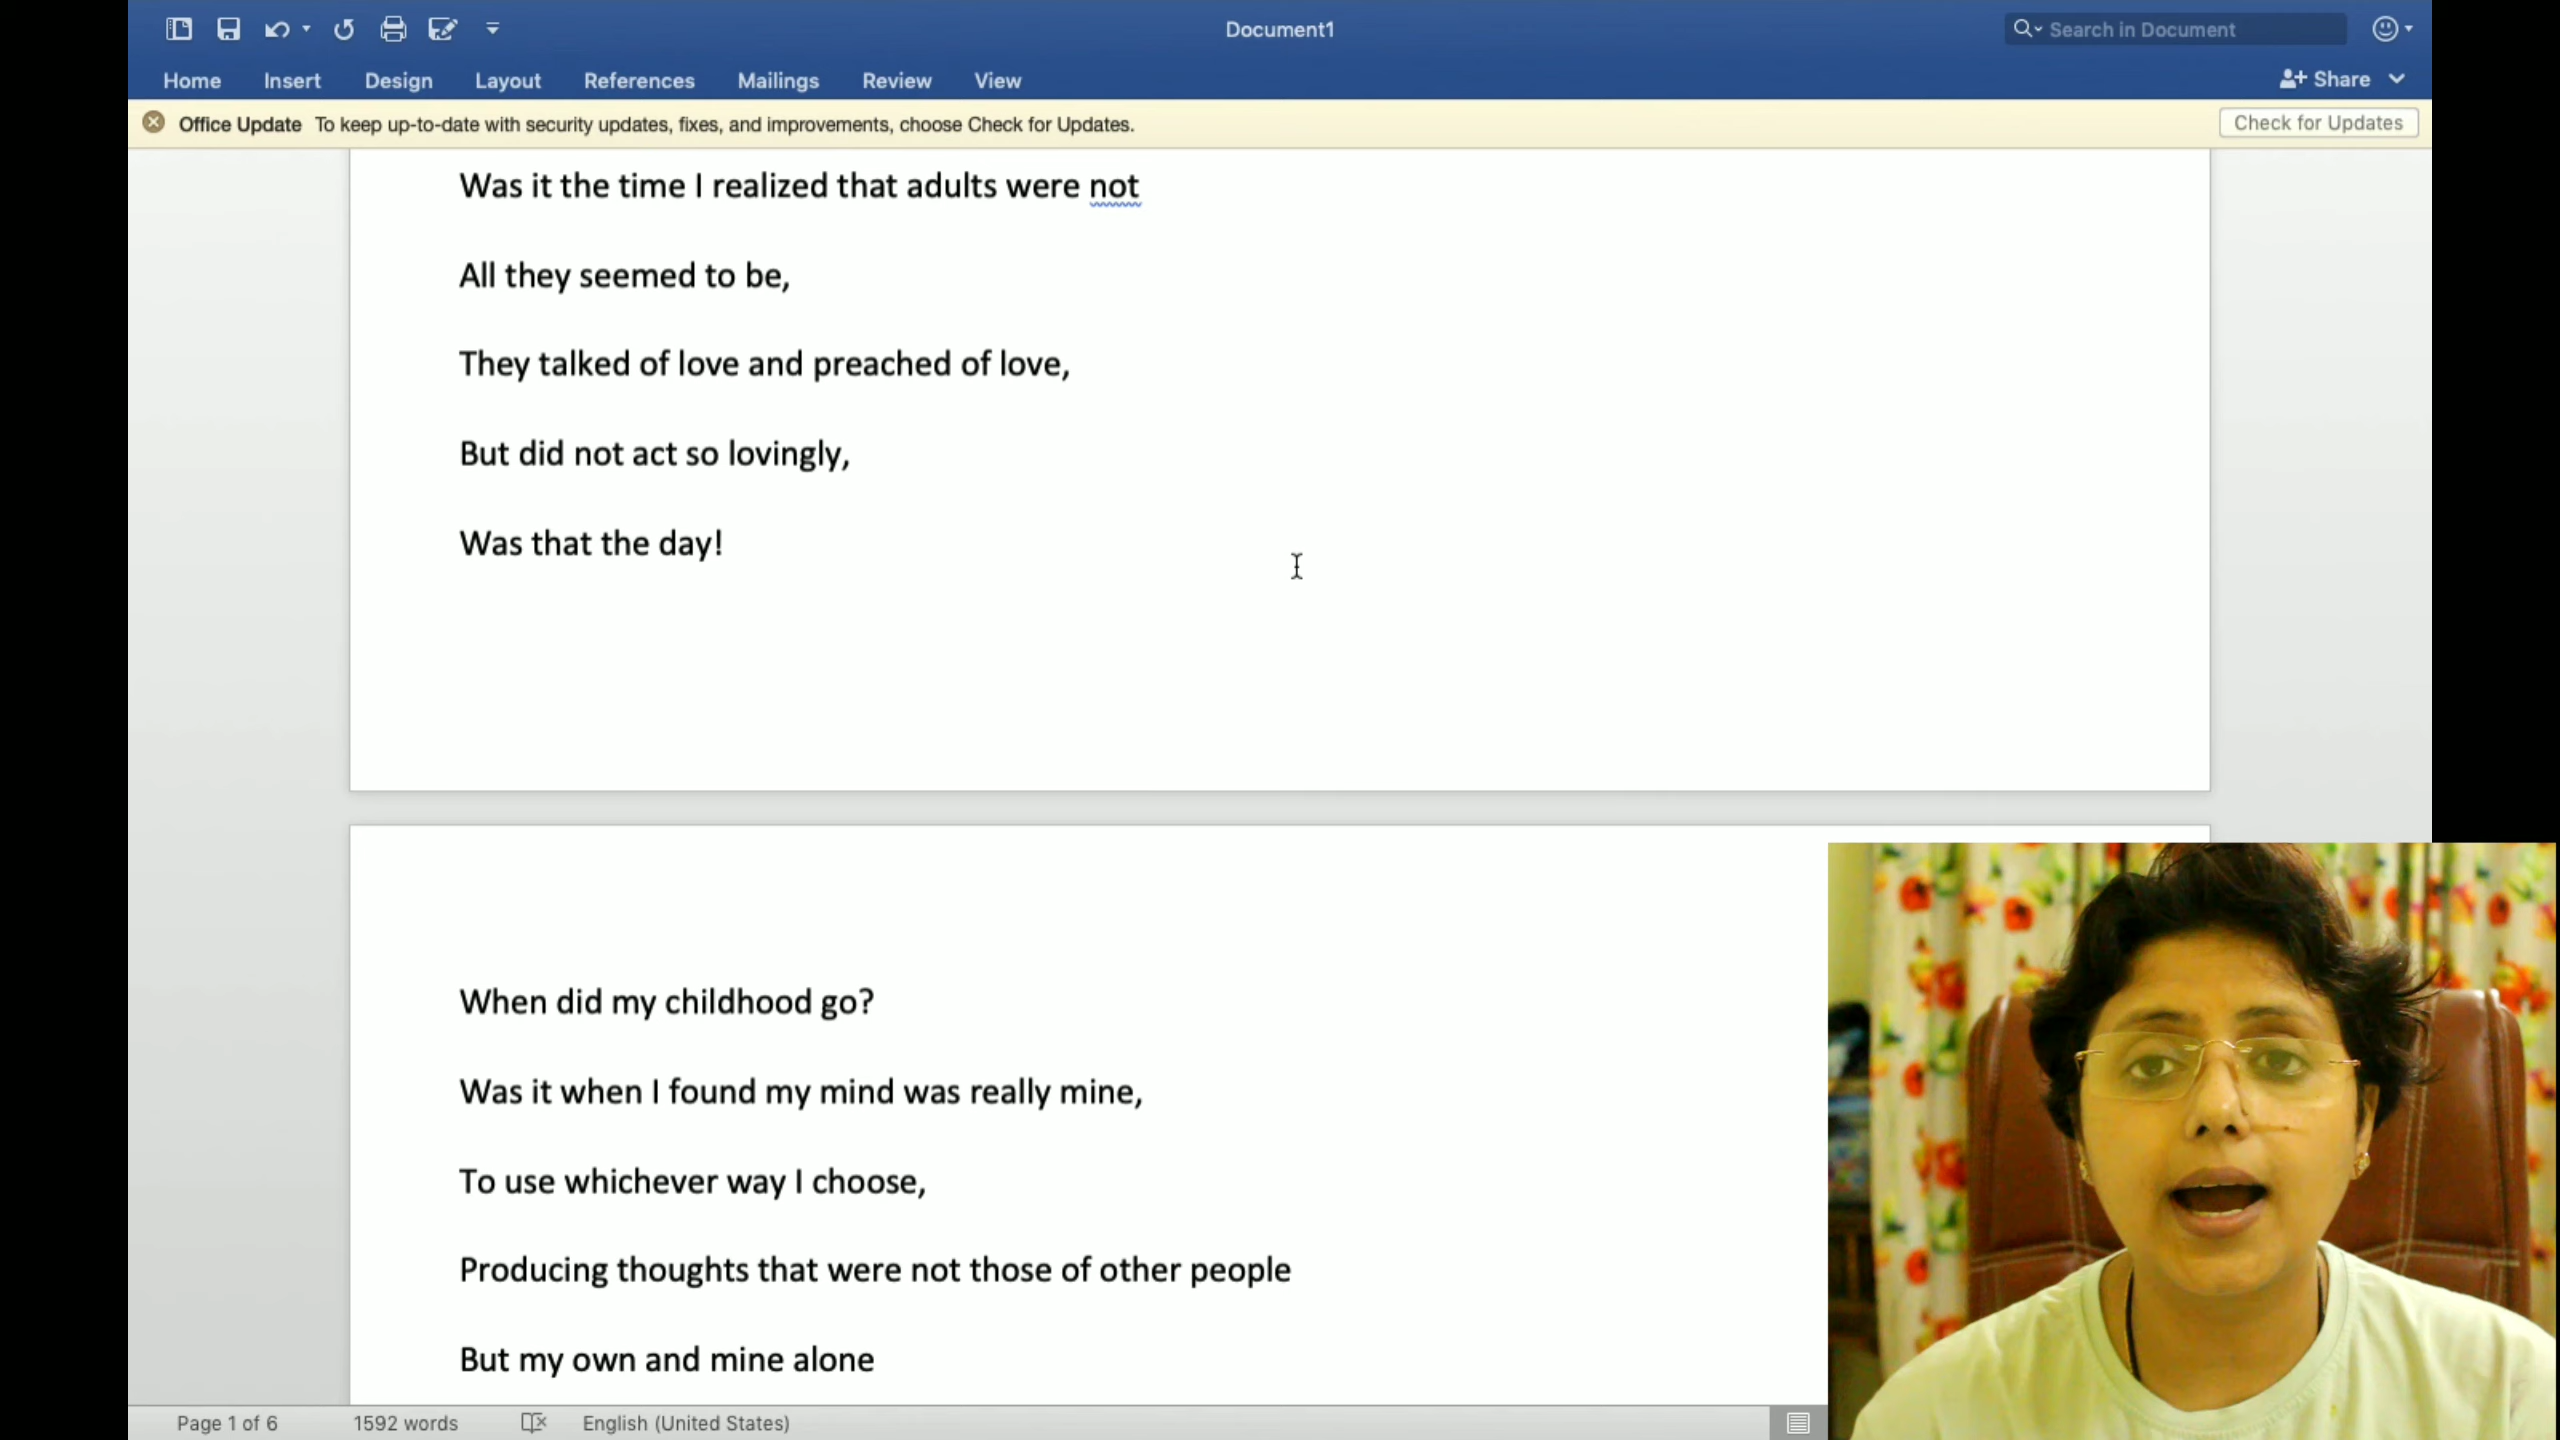 Document1
Search in Document
Home Insert Design Layout References Mailings Review View
Share
Office Update To keep up-to-date with security updates, fixes, and improvements, choose Check for Updates.
Check for Updates
Was it the time I realized that adults were not
All they seemed to be,
They talked of love and preached of love,
But did not act so lovingly,
Was that the day!
When did my childhood go?
Was it when I found my mind was really mine,
To use whichever way I choose,
Producing thoughts that were not those of other people
But my own and mine alone
Page 1 of 6 1592 words English (United States)